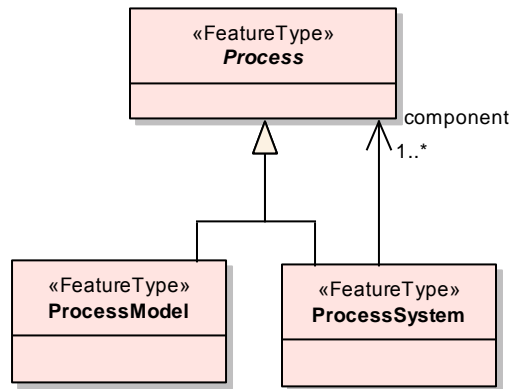 «FeatureType»
Process
component
1..*
«FeatureType»
ProcessModel
«FeatureType»
ProcessSystem